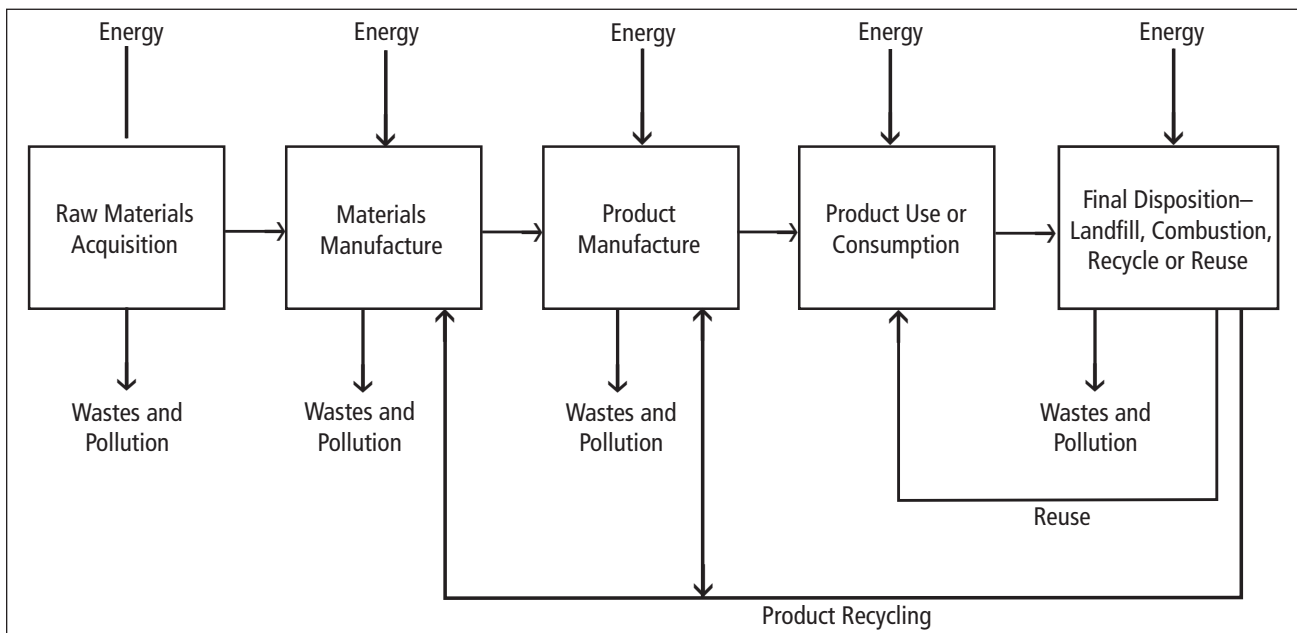 Energy
Energy
Energy
Energy
Energy
Raw Materials
Acquisition
Materials
Manufacture
Product
Manufacture
Product Use or
Consumption
Final Disposition–
Landfill, Combustion,
Recycle or Reuse
Wastes and
Pollution
Wastes and
Pollution
Wastes and
Pollution
Wastes and
Pollution
Reuse
Product Recycling